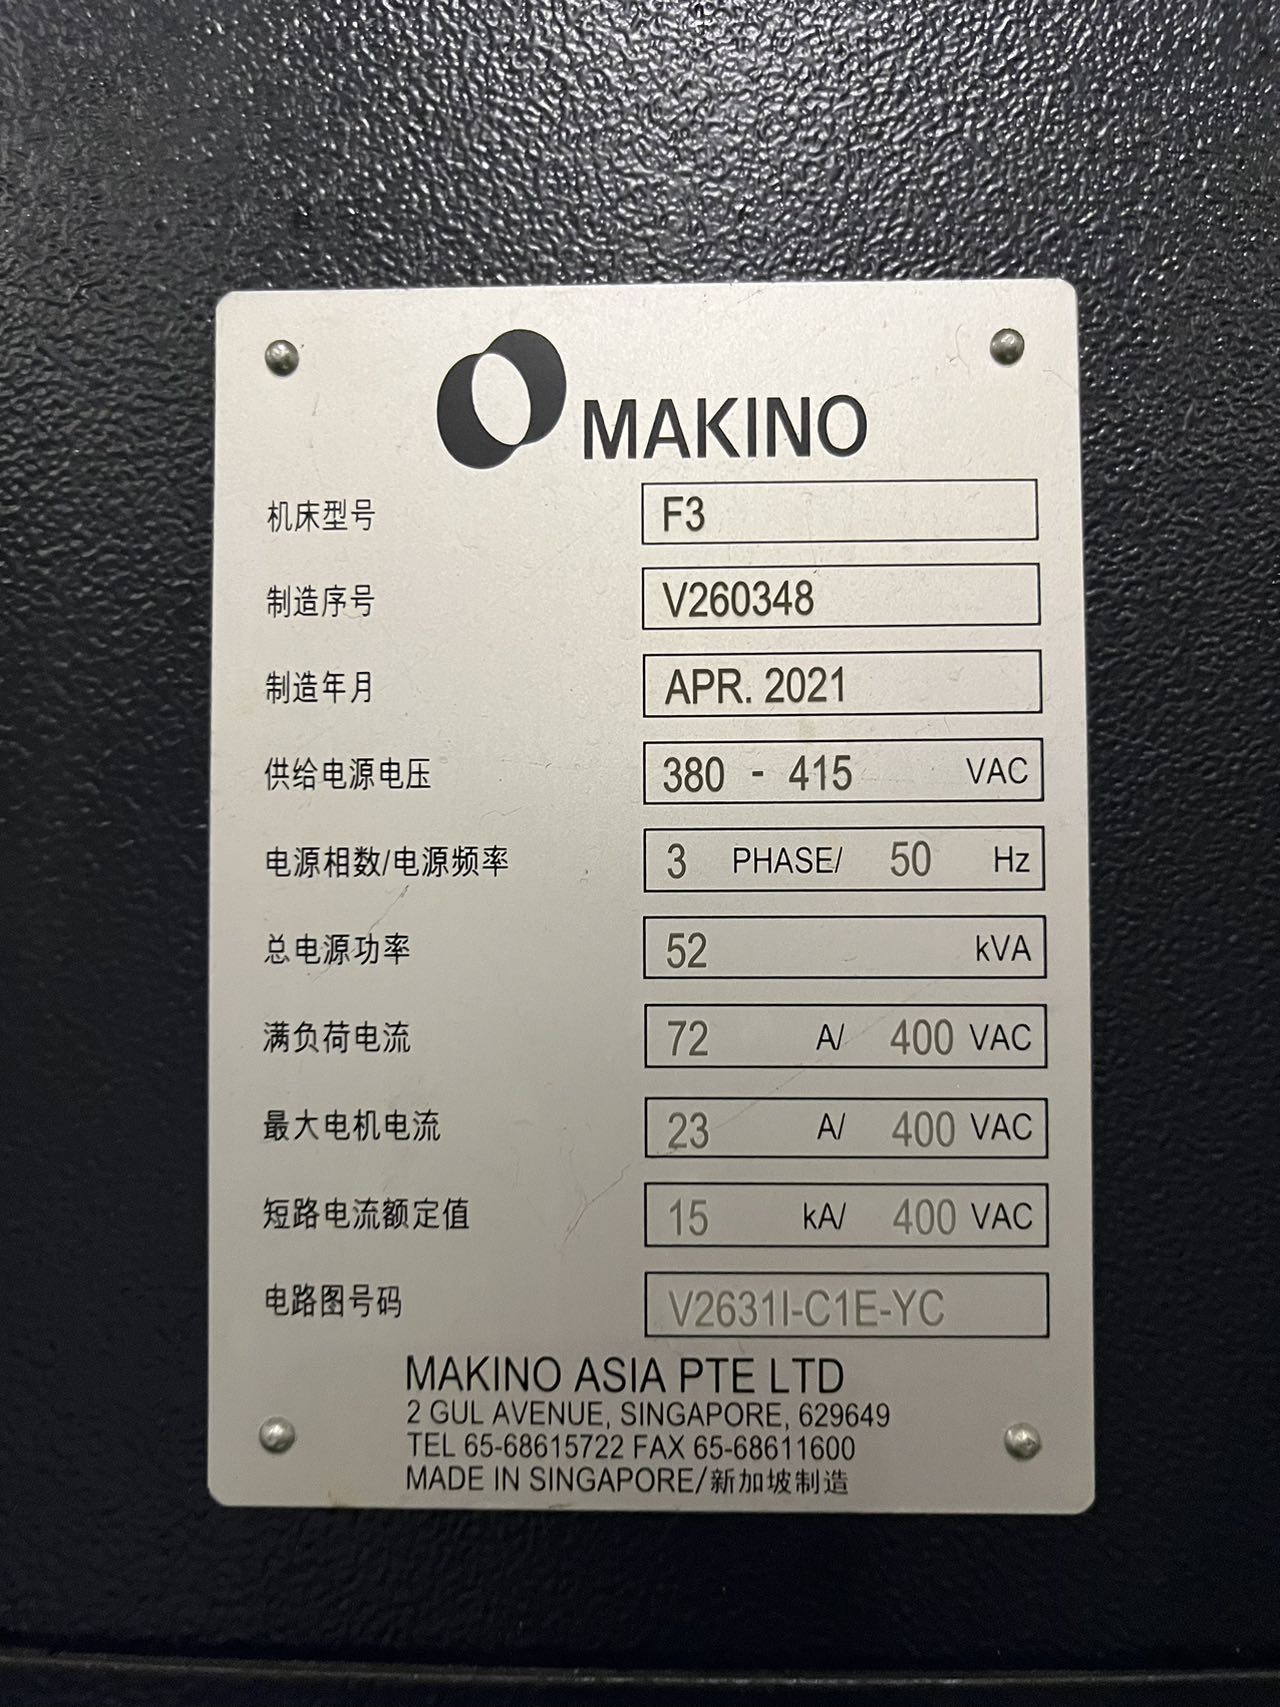 MAKINO
机床型号 F3
制造序号 V260348
制造年月 APR. 2021
供给电源电压 380 - 415 VAC
电源相数/电源频率 3 PHASE/ 50 Hz
总电源功率 52 kVA
满负荷电流 72 A/ 400 VAC
最大电机电流 23 A/ 400 VAC
短路电流额定值 15 kA/ 400 VAC
电路图号码 V2631I-C1E-YC
MAKINO ASIA PTE LTD
2 GUL AVENUE, SINGAPORE, 629649
TEL 65-68615722 FAX 65-68611600
MADE IN SINGAPORE/新加坡制造